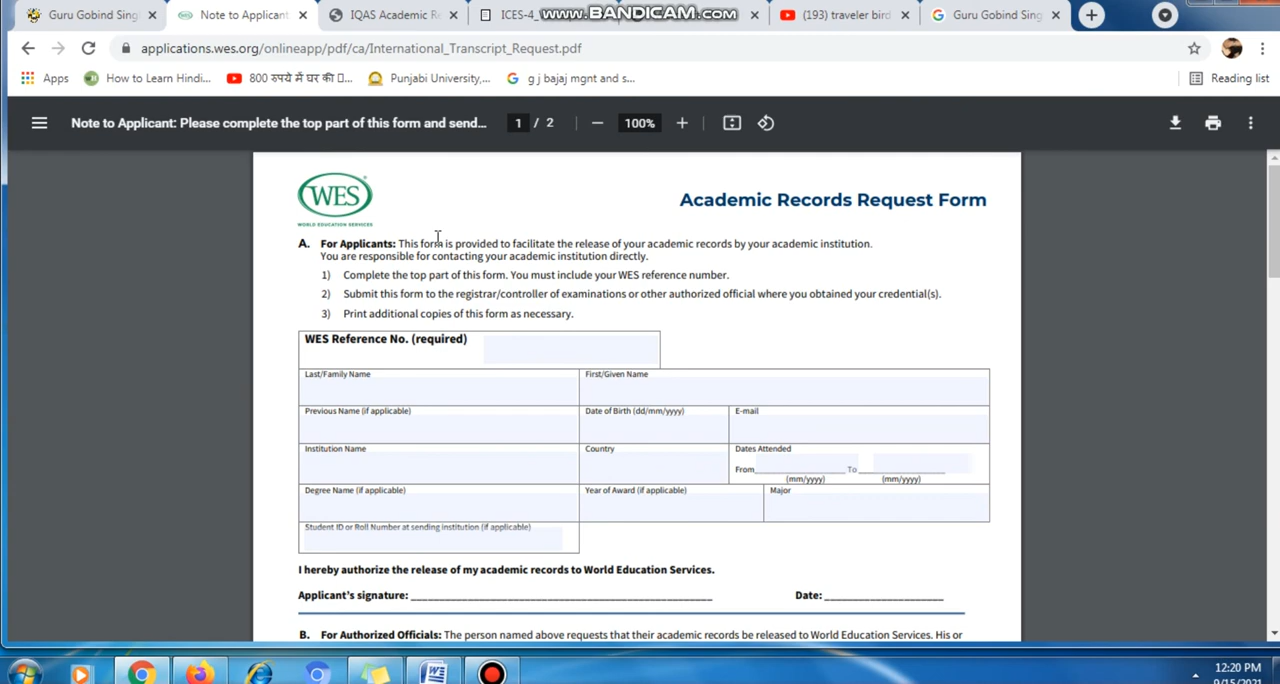 Guru Gobind Sing
Note to Applicant
IQAS Academic Re
ICES-4_
www.BANDICAM.com
(193) traveler bird
Guru Gobind Sing
applications.wes.org/onlineapp/pdf/ca/International_Transcript_Request.pdf
Apps
How to Learn Hindi...
800 रुपये में घर की ...
Punjabi University,...
g j bajaj mgnt and s...
Reading list
Note to Applicant: Please complete the top part of this form and send...
1 / 2
100%
WES
WORLD EDUCATION SERVICES
Academic Records Request Form
A. For Applicants: This form is provided to facilitate the release of your academic records by your academic institution.
You are responsible for contacting your academic institution directly.
1) Complete the top part of this form. You must include your WES reference number.
2) Submit this form to the registrar/controller of examinations or other authorized official where you obtained your credential(s).
3) Print additional copies of this form as necessary.
WES Reference No. (required)
Last/Family Name First/Given Name
Previous Name (if applicable) Date of Birth (dd/mm/yyyy) E-mail
Institution Name Country Dates Attended
From To
(mm/yyyy) (mm/yyyy)
Degree Name (if applicable) Year of Award (if applicable) Major
Student ID or Roll Number at sending institution (if applicable)
I hereby authorize the release of my academic records to World Education Services.
Applicant's signature: Date:
B. For Authorized Officials: The person named above requests that their academic records be released to World Education Services. His or
12:20 PM
9/15/2021